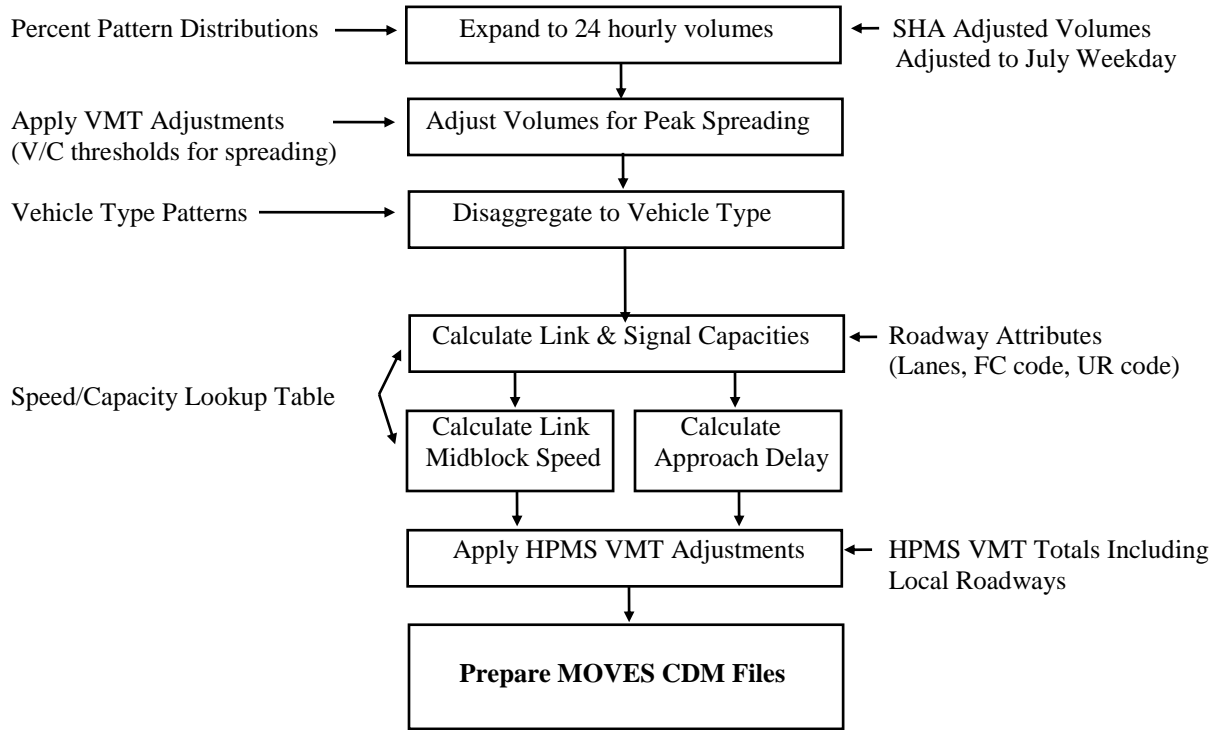 Percent Pattern Distributions
Expand to 24 hourly volumes
SHA Adjusted Volumes
Adjusted to July Weekday
Apply VMT Adjustments
(V/C thresholds for spreading)
Adjust Volumes for Peak Spreading
Vehicle Type Patterns
Disaggregate to Vehicle Type
Calculate Link & Signal Capacities
Roadway Attributes
(Lanes, FC code, UR code)
Speed/Capacity Lookup Table
Calculate Link
Midblock Speed
Calculate
Approach Delay
Apply HPMS VMT Adjustments
HPMS VMT Totals Including
Local Roadways
Prepare MOVES CDM Files